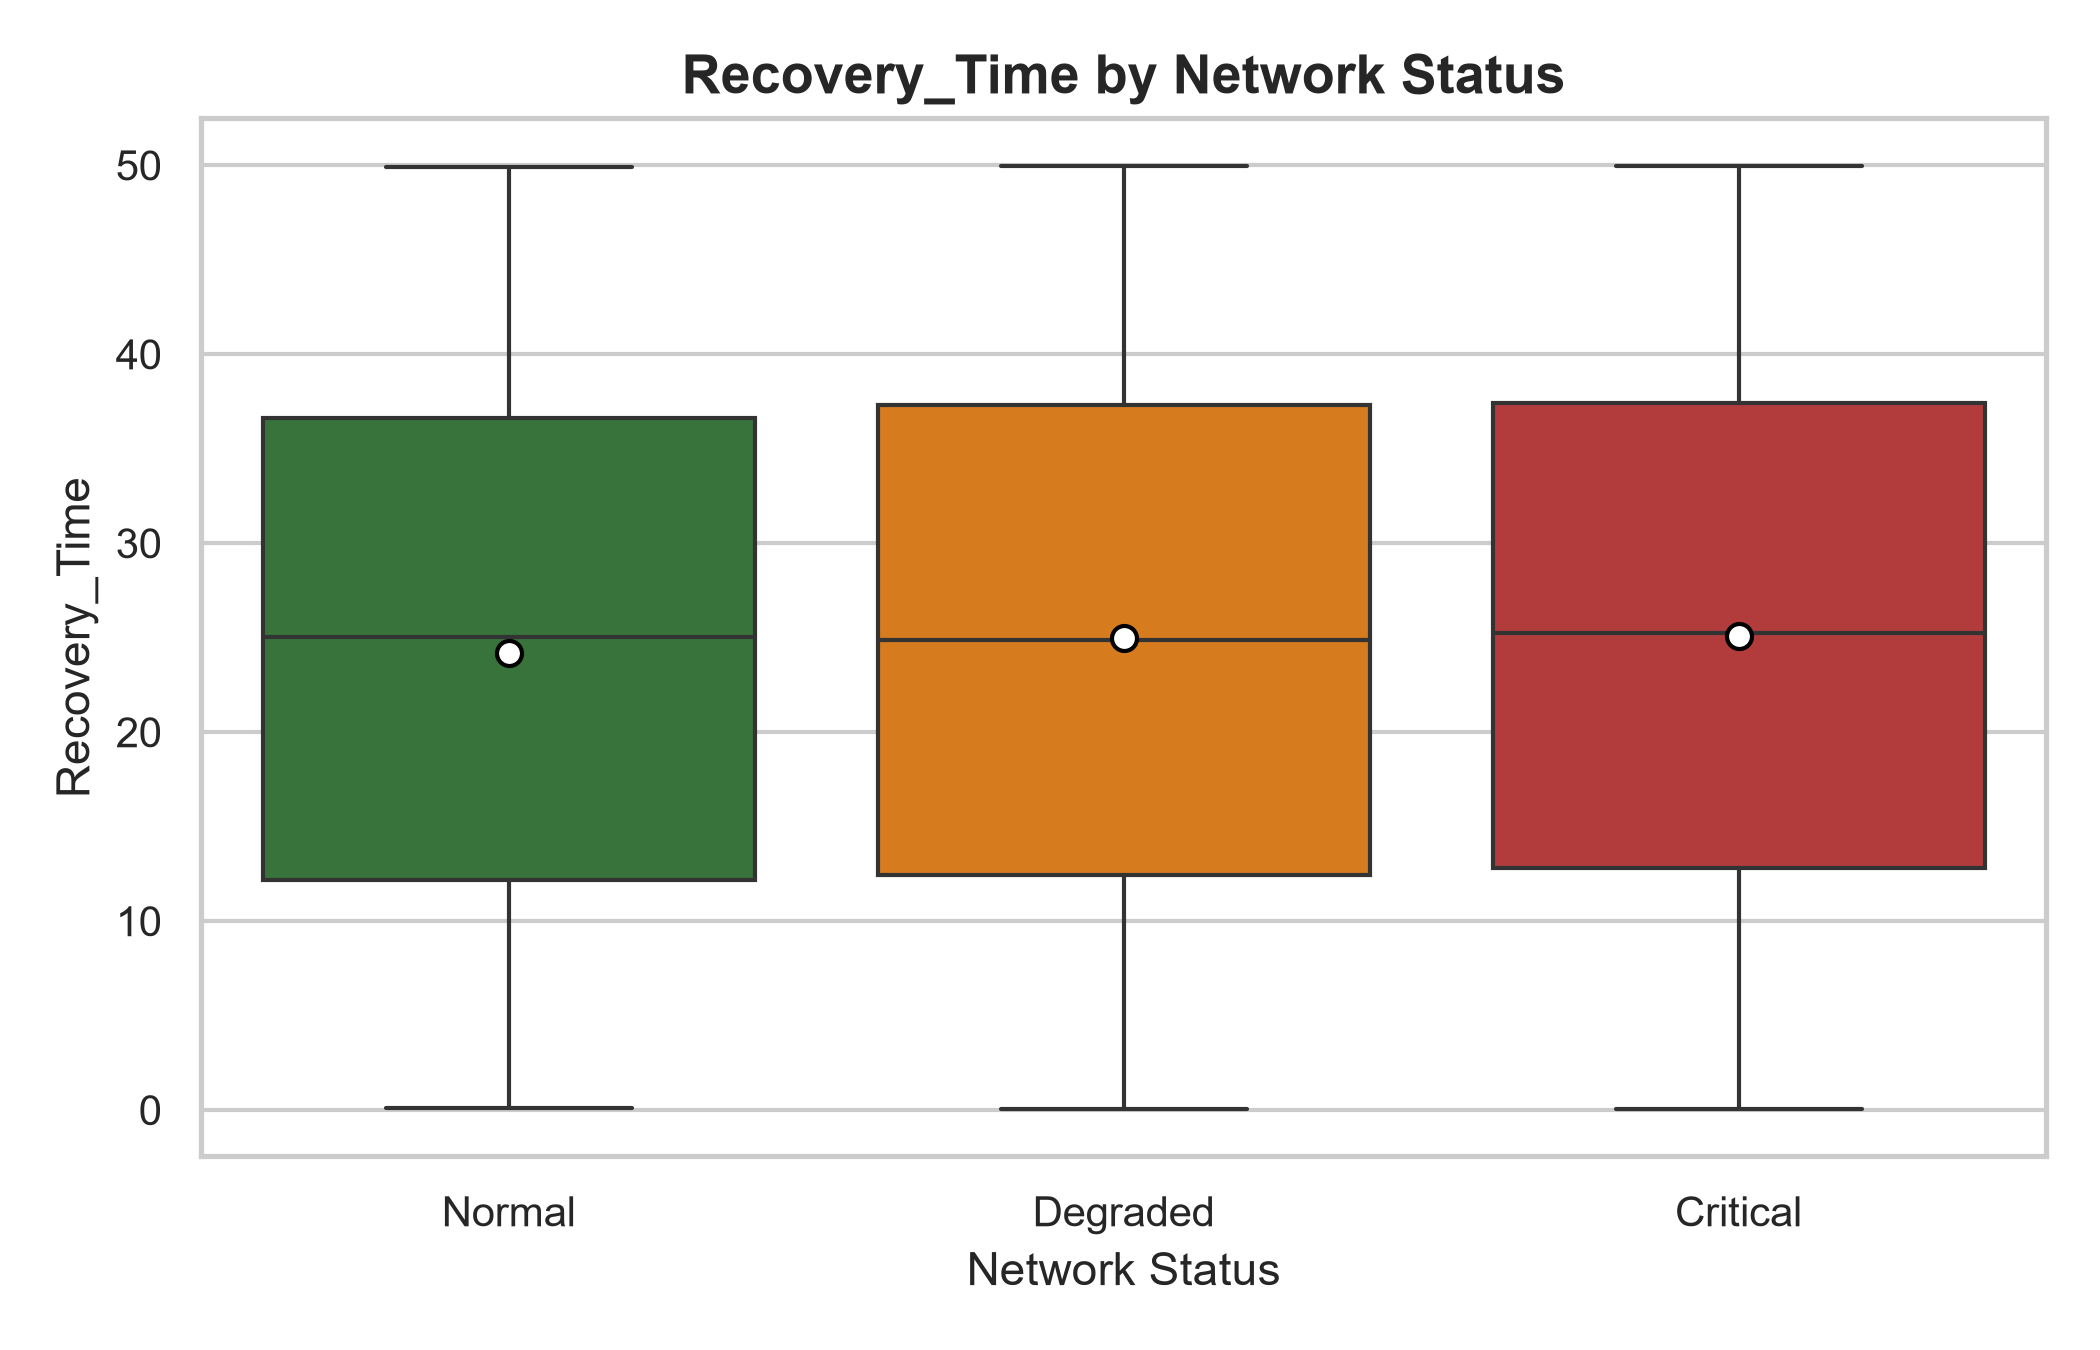 Recovery_Time by Network Status
Recovery_Time
50
40
30
20
10
0
Normal
Degraded
Critical
Network Status